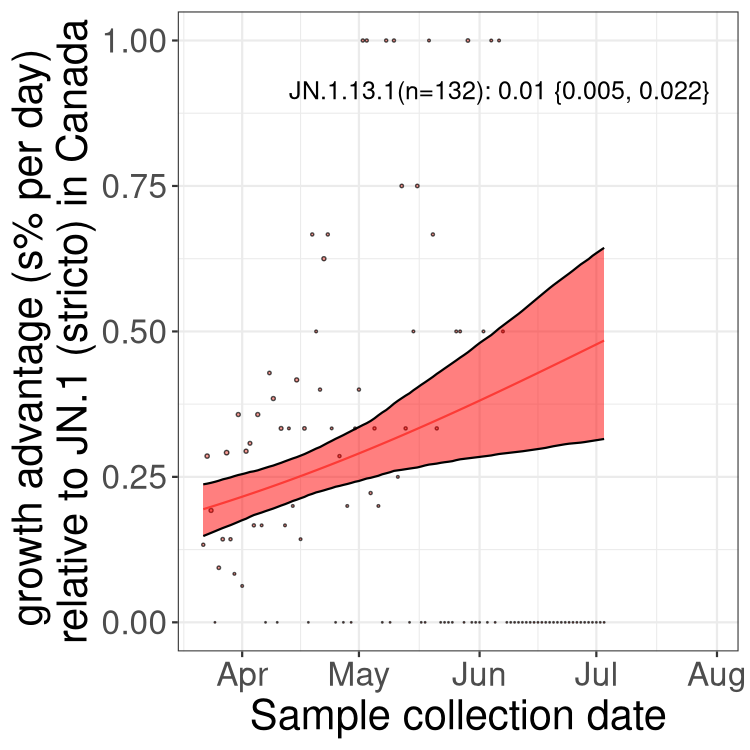 growth advantage (s% per day)
relative to JN.1 (stricto) in Canada
1.00
0.75
0.50
0.25
0.00
JN.1.13.1(n=132): 0.01 {0.005, 0.022}
Apr May Jun Jul Aug
Sample collection date